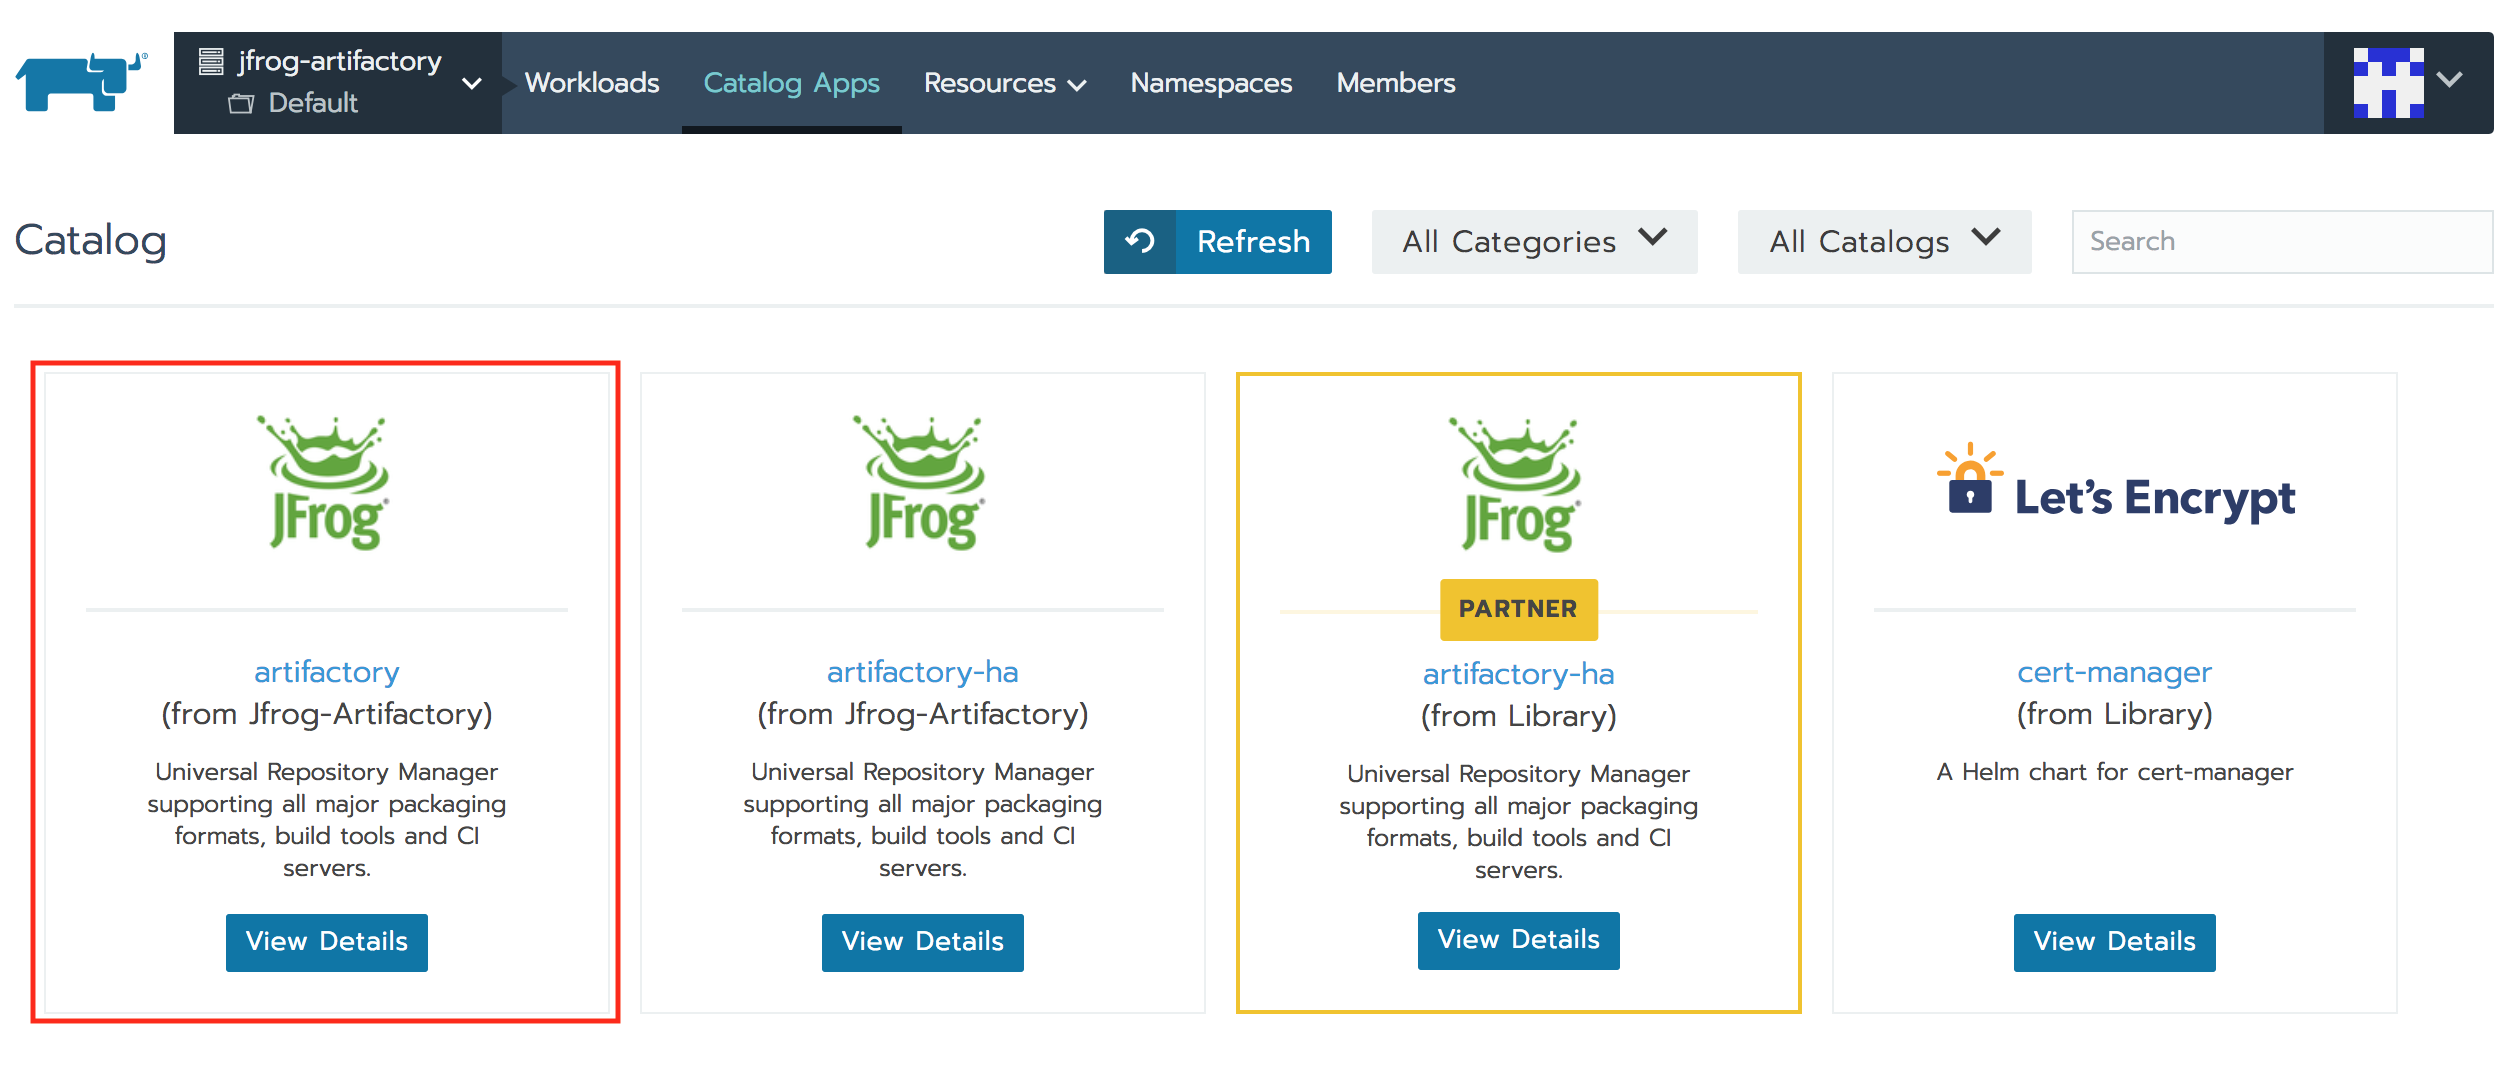 jfrog-artifactory
Default
Workloads
Catalog Apps
Resources
Namespaces
Members
Catalog
Refresh
All Categories
All Catalogs
Search
JFrog
artifactory
(from Jfrog-Artifactory)
Universal Repository Manager
supporting all major packaging
formats, build tools and CI
servers.
View Details
JFrog
artifactory-ha
(from Jfrog-Artifactory)
Universal Repository Manager
supporting all major packaging
formats, build tools and CI
servers.
View Details
JFrog
PARTNER
artifactory-ha
(from Library)
Universal Repository Manager
supporting all major packaging
formats, build tools and CI
servers.
View Details
Let's Encrypt
cert-manager
(from Library)
A Helm chart for cert-manager
View Details